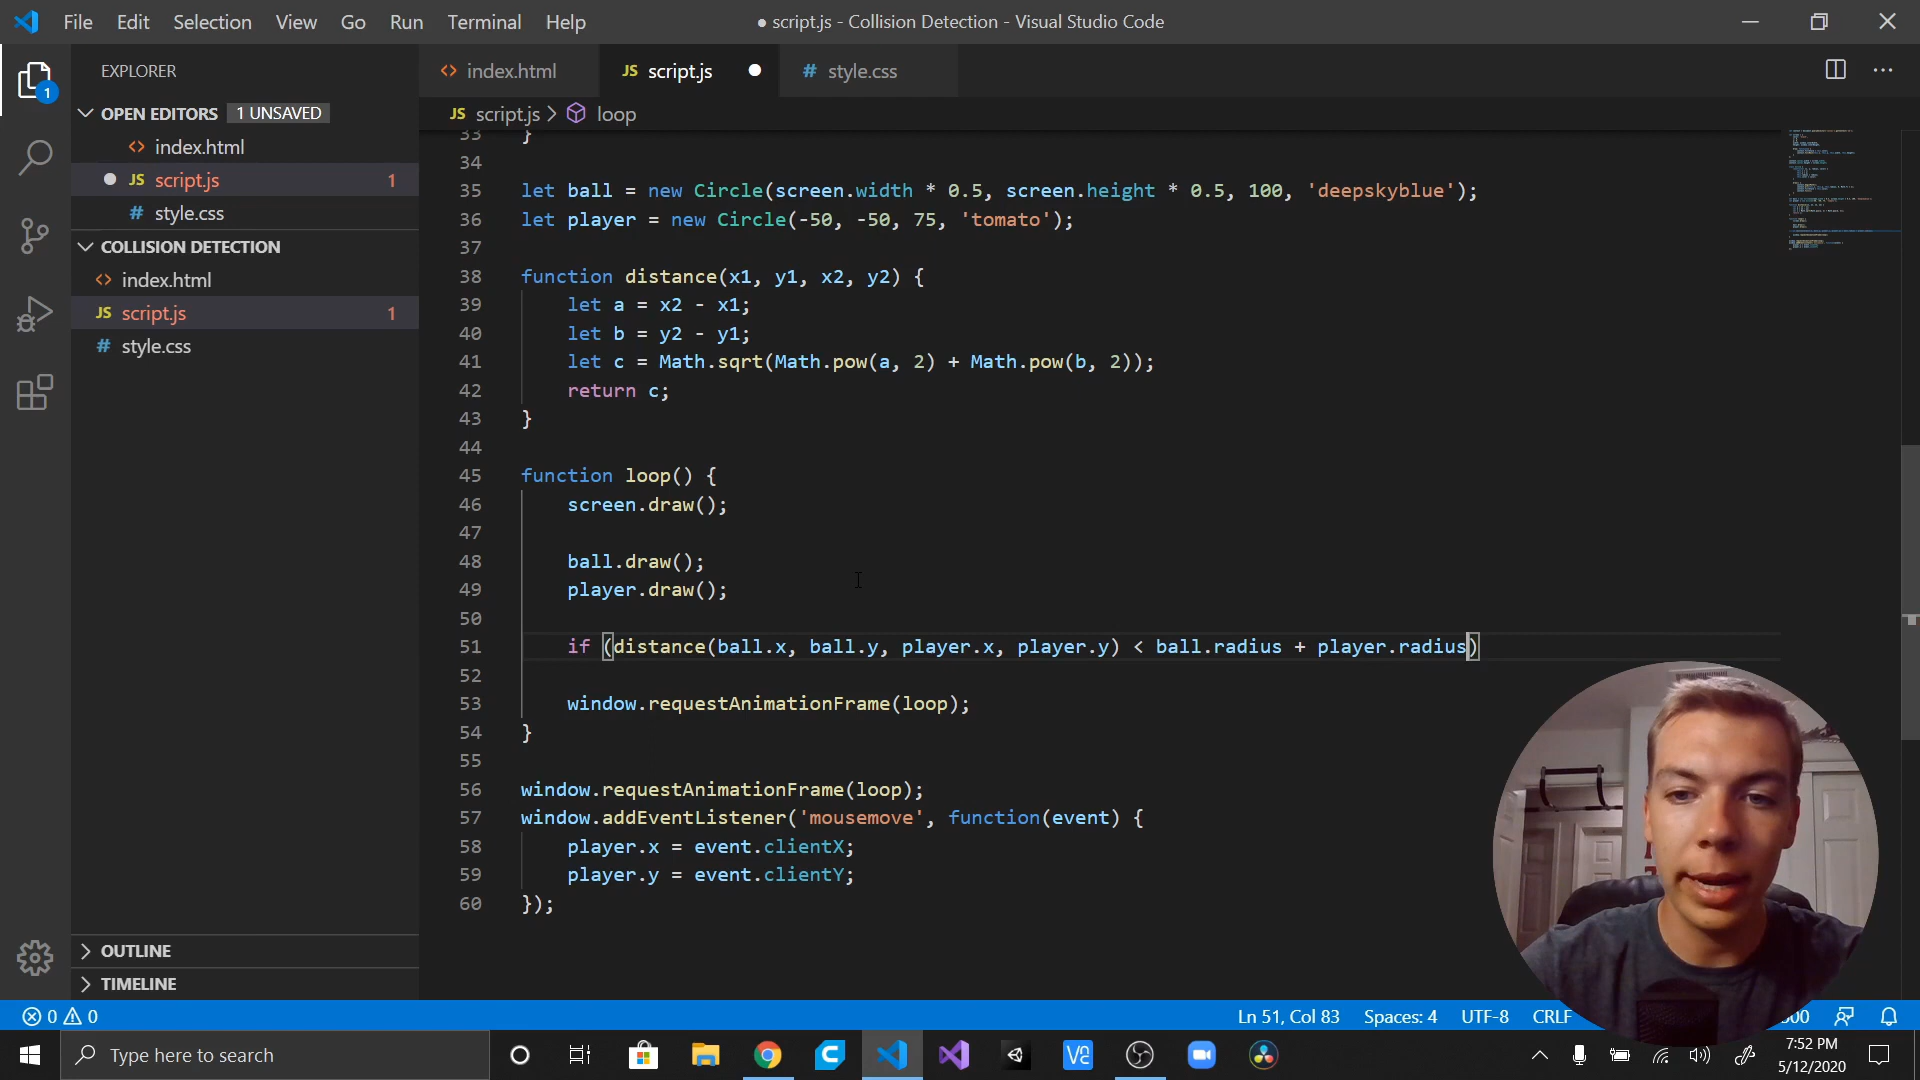 File Edit Selection View Go Run Terminal Help
● script.js - Collision Detection - Visual Studio Code
EXPLORER
1
OPEN EDITORS 1 UNSAVED
index.html
JS script.js 1
# style.css
COLLISION DETECTION
index.html
JS script.js 1
# style.css
OUTLINE
TIMELINE
index.html JS script.js # style.css
JS script.js > loop
33 }
34
35 let ball = new Circle(screen.width * 0.5, screen.height * 0.5, 100, 'deepskyblue');
36 let player = new Circle(-50, -50, 75, 'tomato');
37
38 function distance(x1, y1, x2, y2) {
39 let a = x2 - x1;
40 let b = y2 - y1;
41 let c = Math.sqrt(Math.pow(a, 2) + Math.pow(b, 2));
42 return c;
43 }
44
45 function loop() {
46 screen.draw();
47
48 ball.draw();
49 player.draw();
50
51 if (distance(ball.x, ball.y, player.x, player.y) < ball.radius + player.radius)
52
53 window.requestAnimationFrame(loop);
54 }
55
56 window.requestAnimationFrame(loop);
57 window.addEventListener('mousemove', function(event) {
58 player.x = event.clientX;
59 player.y = event.clientY;
60 });
0 0
Ln 51, Col 83 Spaces: 4 UTF-8 CRLF
Type here to search
7:52 PM
5/12/2020